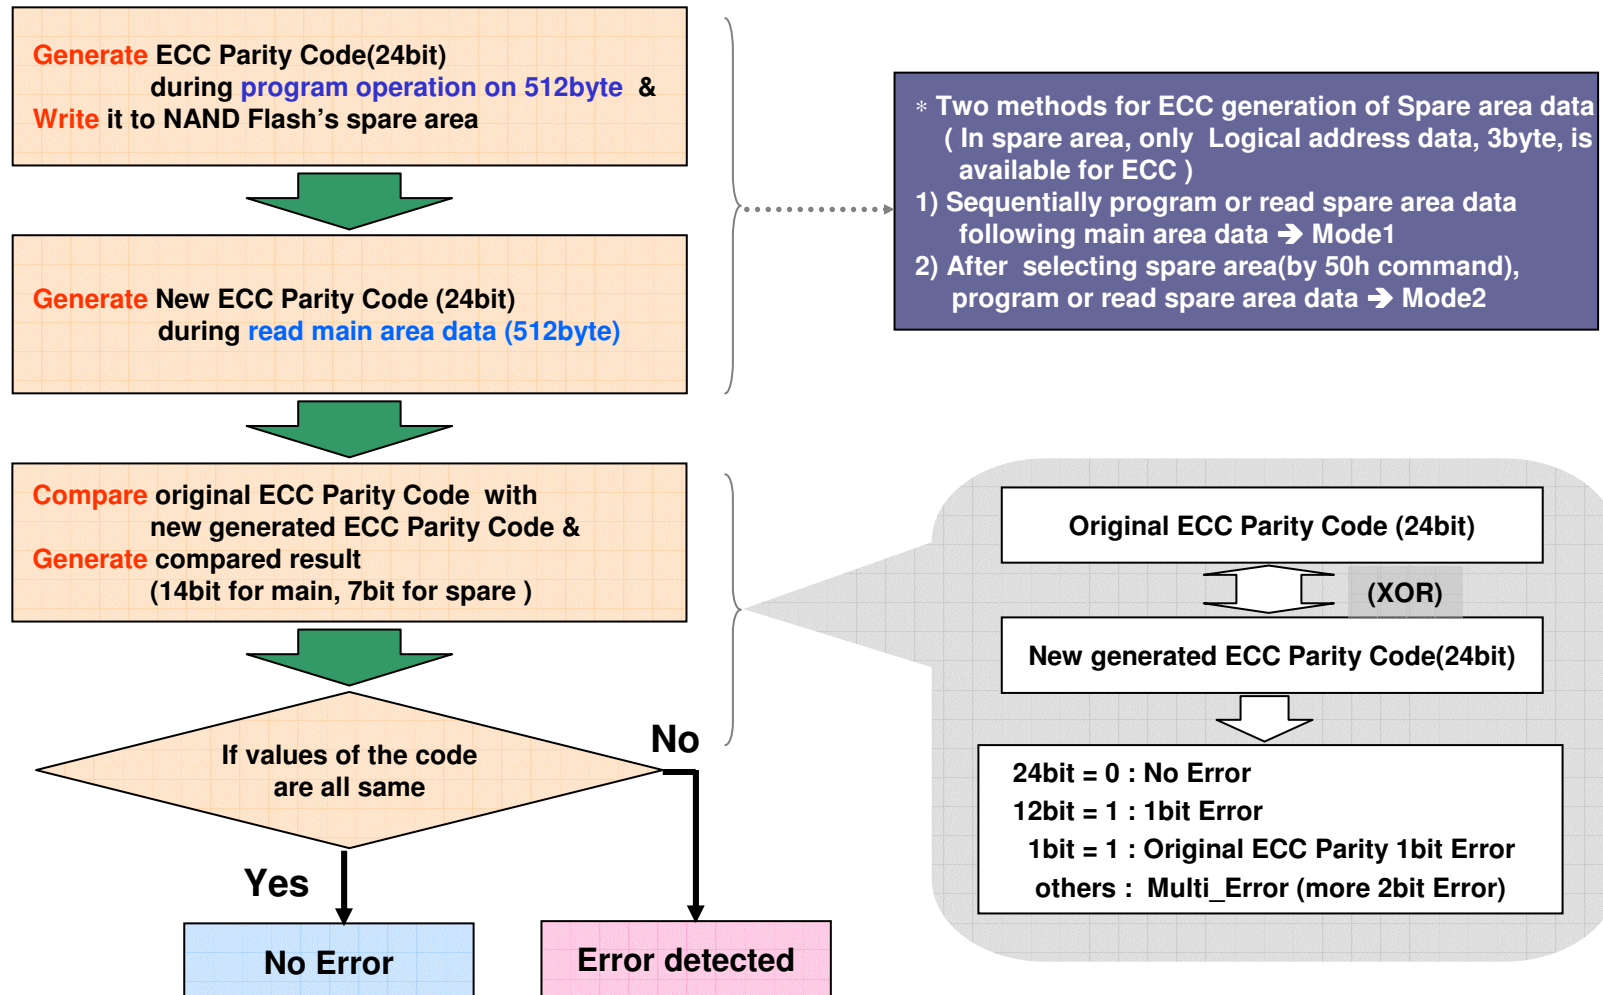 Generate ECC Parity Code(24bit)
during program operation on 512byte &
Write it to NAND Flash's spare area
Generate New ECC Parity Code (24bit)
during read main area data (512byte)
Compare original ECC Parity Code with
new generated ECC Parity Code &
Generate compared result
(14bit for main, 7bit for spare )
If values of the code
are all same
No
Yes
No Error
Error detected
* Two methods for ECC generation of Spare area data
( In spare area, only Logical address data, 3byte, is
available for ECC )
1) Sequentially program or read spare area data
following main area data ➔ Mode1
2) After selecting spare area(by 50h command),
program or read spare area data ➔ Mode2
Original ECC Parity Code (24bit)
(XOR)
New generated ECC Parity Code(24bit)
24bit = 0 : No Error
12bit = 1 : 1bit Error
1bit = 1 : Original ECC Parity 1bit Error
others : Multi_Error (more 2bit Error)